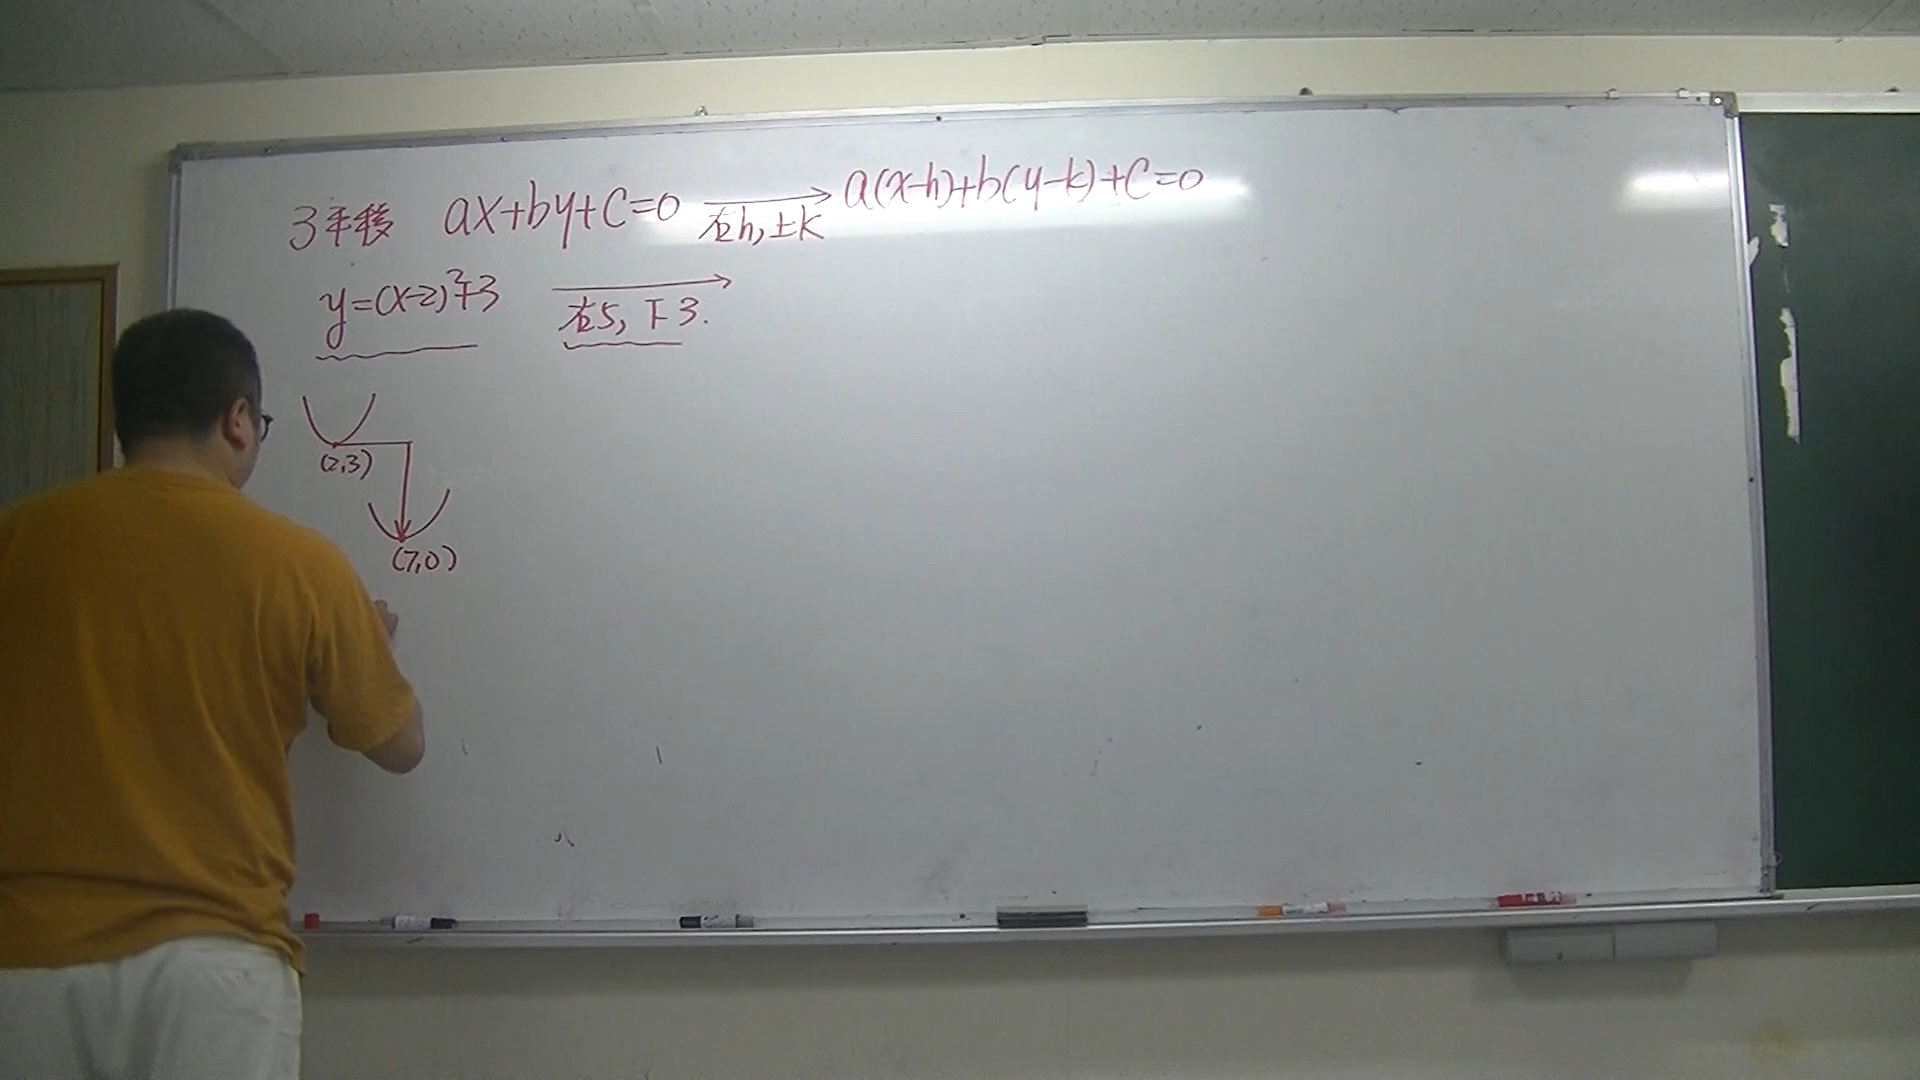 3 平移 ax+by+c=0 → 右h,上k a(x-h)+b(y-k)+c=0
y=(x-2)²+3 → 右5, 下3.
(2,3)
(7,0)